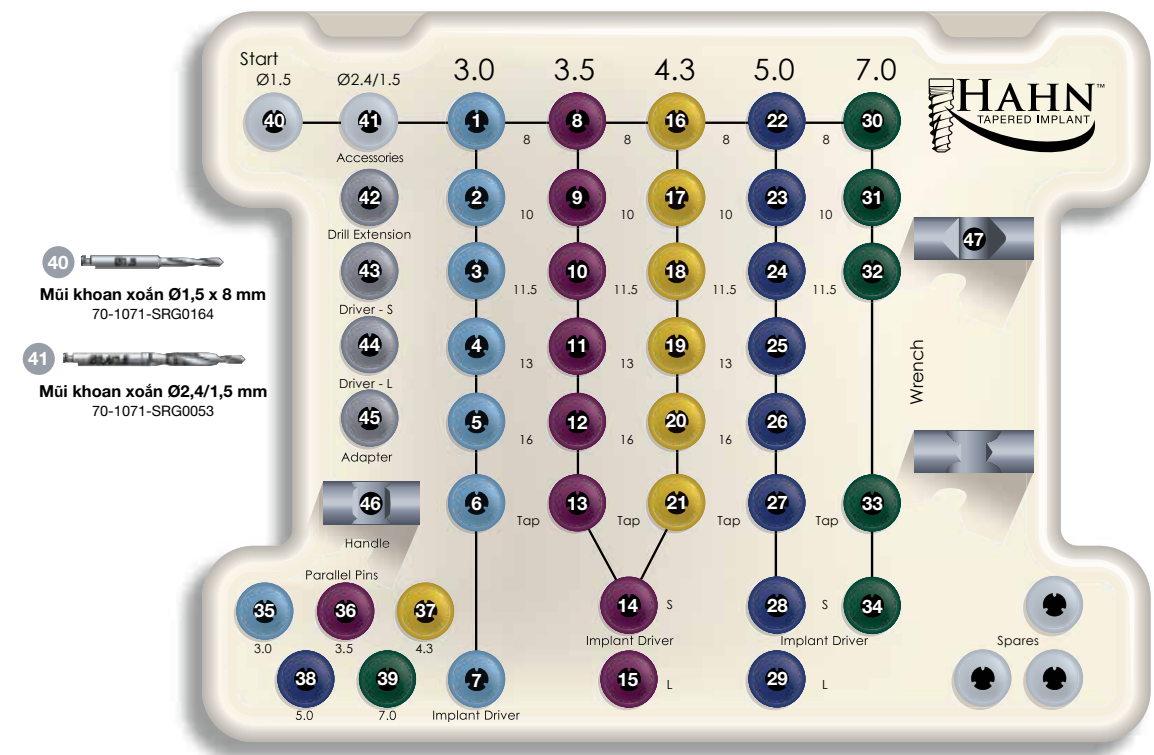 Start
Ø1.5
Ø2.4/1.5
3.0
3.5
4.3
5.0
7.0
HAHN™
TAPERED IMPLANT
40
41
1
8
16
22
30
8
8
8
8
Accessories
42
2
9
17
23
31
10
10
10
10
Drill Extension
43
3
10
18
24
32
47
11.5
11.5
11.5
11.5
Driver - S
44
4
11
19
25
13
13
13
Driver - L
Wrench
45
5
12
20
26
16
16
16
Adapter
46
6
13
21
27
33
Tap
Tap
Tap
Tap
Handle
Parallel Pins
35
36
37
3.0
3.5
4.3
14
S
28
S
34
Implant Driver
Implant Driver
Spares
38
39
7
15
L
29
L
5.0
7.0
Implant Driver
40
Mũi khoan xoắn Ø1,5 x 8 mm
70-1071-SRG0164
41
Mũi khoan xoắn Ø2,4/1,5 mm
70-1071-SRG0053